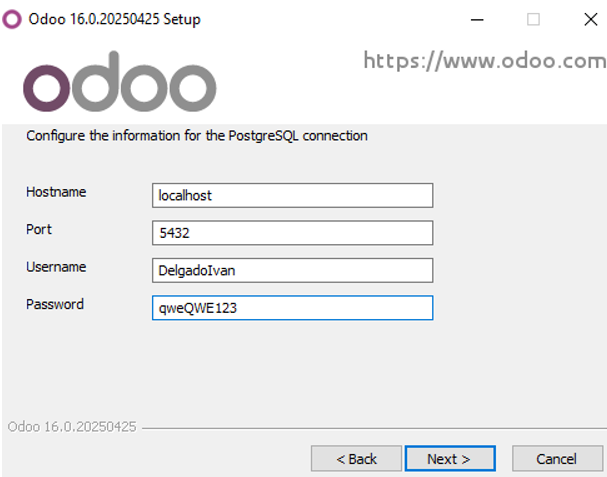 Odoo 16.0.20250425 Setup
odoo
https://www.odoo.com
Configure the information for the PostgreSQL connection
Hostname localhost
Port 5432
Username DelgadoIvan
Password qweQWE123
Odoo 16.0.20250425
< Back Next > Cancel